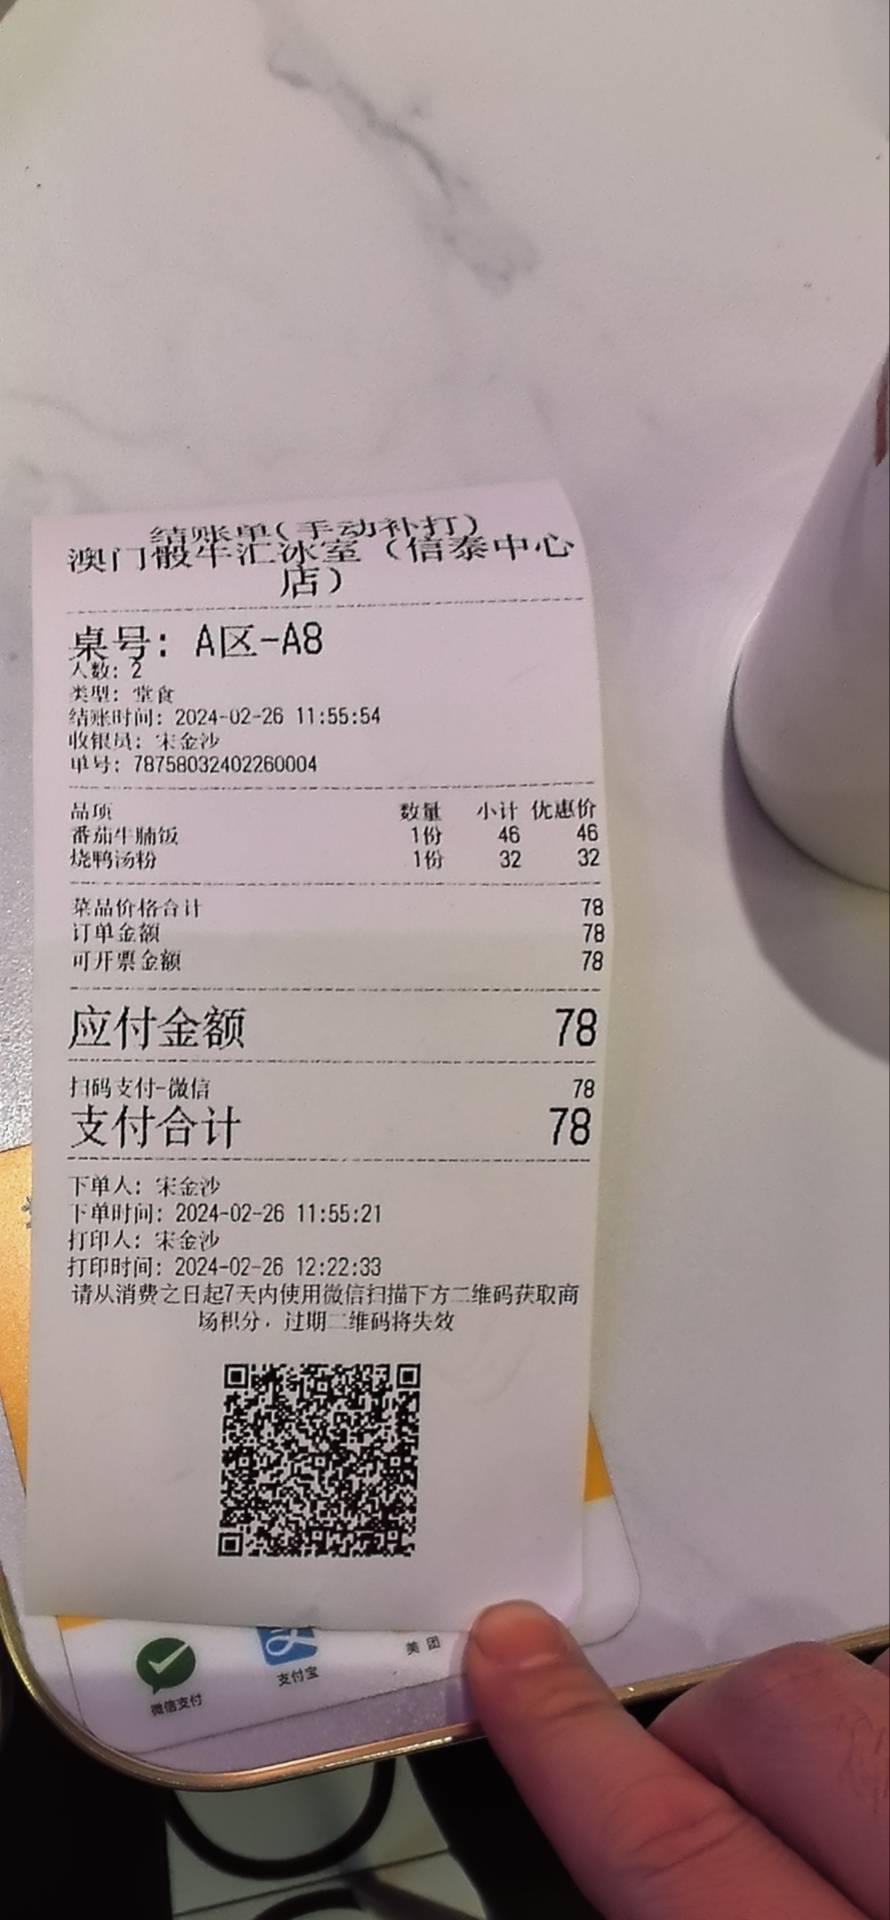 结账单(手动补打)
澳门骰牛汇冰室（信泰中心
店）
桌号: A区-A8
人数: 2
类型: 堂食
结账时间: 2024-02-26 11:55:54
收银员: 宋金沙
单号: 78758032402260004
品项 数量 小计 优惠价
番茄牛腩饭 1份 46 46
烧鸭汤粉 1份 32 32
菜品价格合计 78
订单金额 78
可开票金额 78
应付金额 78
扫码支付-微信 78
支付合计 78
下单人: 宋金沙
下单时间: 2024-02-26 11:55:21
打印人: 宋金沙
打印时间: 2024-02-26 12:22:33
请从消费之日起7天内使用微信扫描下方二维码获取商
场积分，过期二维码将失效
微信支付 支付宝 美团